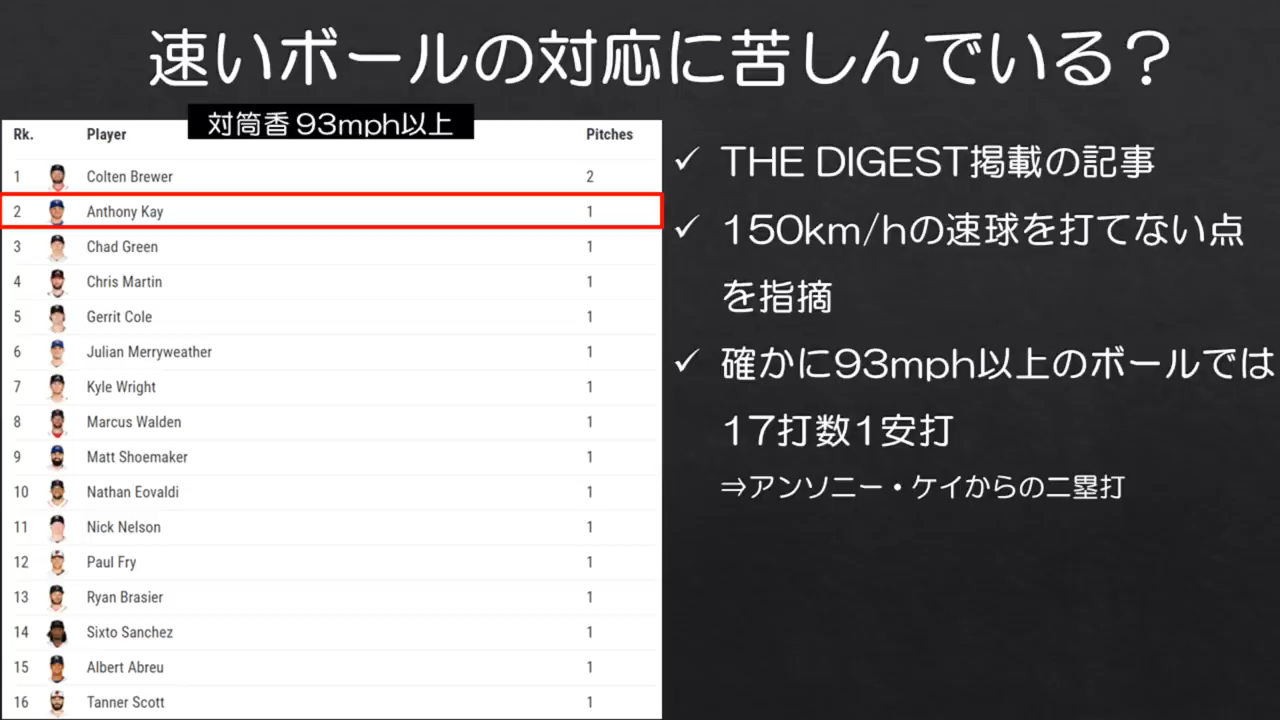 速いボールの対応に苦しんでいる？
対筒香 93mph以上
Rk. Player Pitches
1 Colten Brewer 2
2 Anthony Kay 1
3 Chad Green 1
4 Chris Martin 1
5 Gerrit Cole 1
6 Julian Merryweather 1
7 Kyle Wright 1
8 Marcus Walden 1
9 Matt Shoemaker 1
10 Nathan Eovaldi 1
11 Nick Nelson 1
12 Paul Fry 1
13 Ryan Brasier 1
14 Sixto Sanchez 1
15 Albert Abreu 1
16 Tanner Scott 1
✓ THE DIGEST掲載の記事
✓ 150km/hの速球を打てない点
を指摘
✓ 確かに93mph以上のボールでは
17打数1安打
⇒アンソニー・ケイからの二塁打